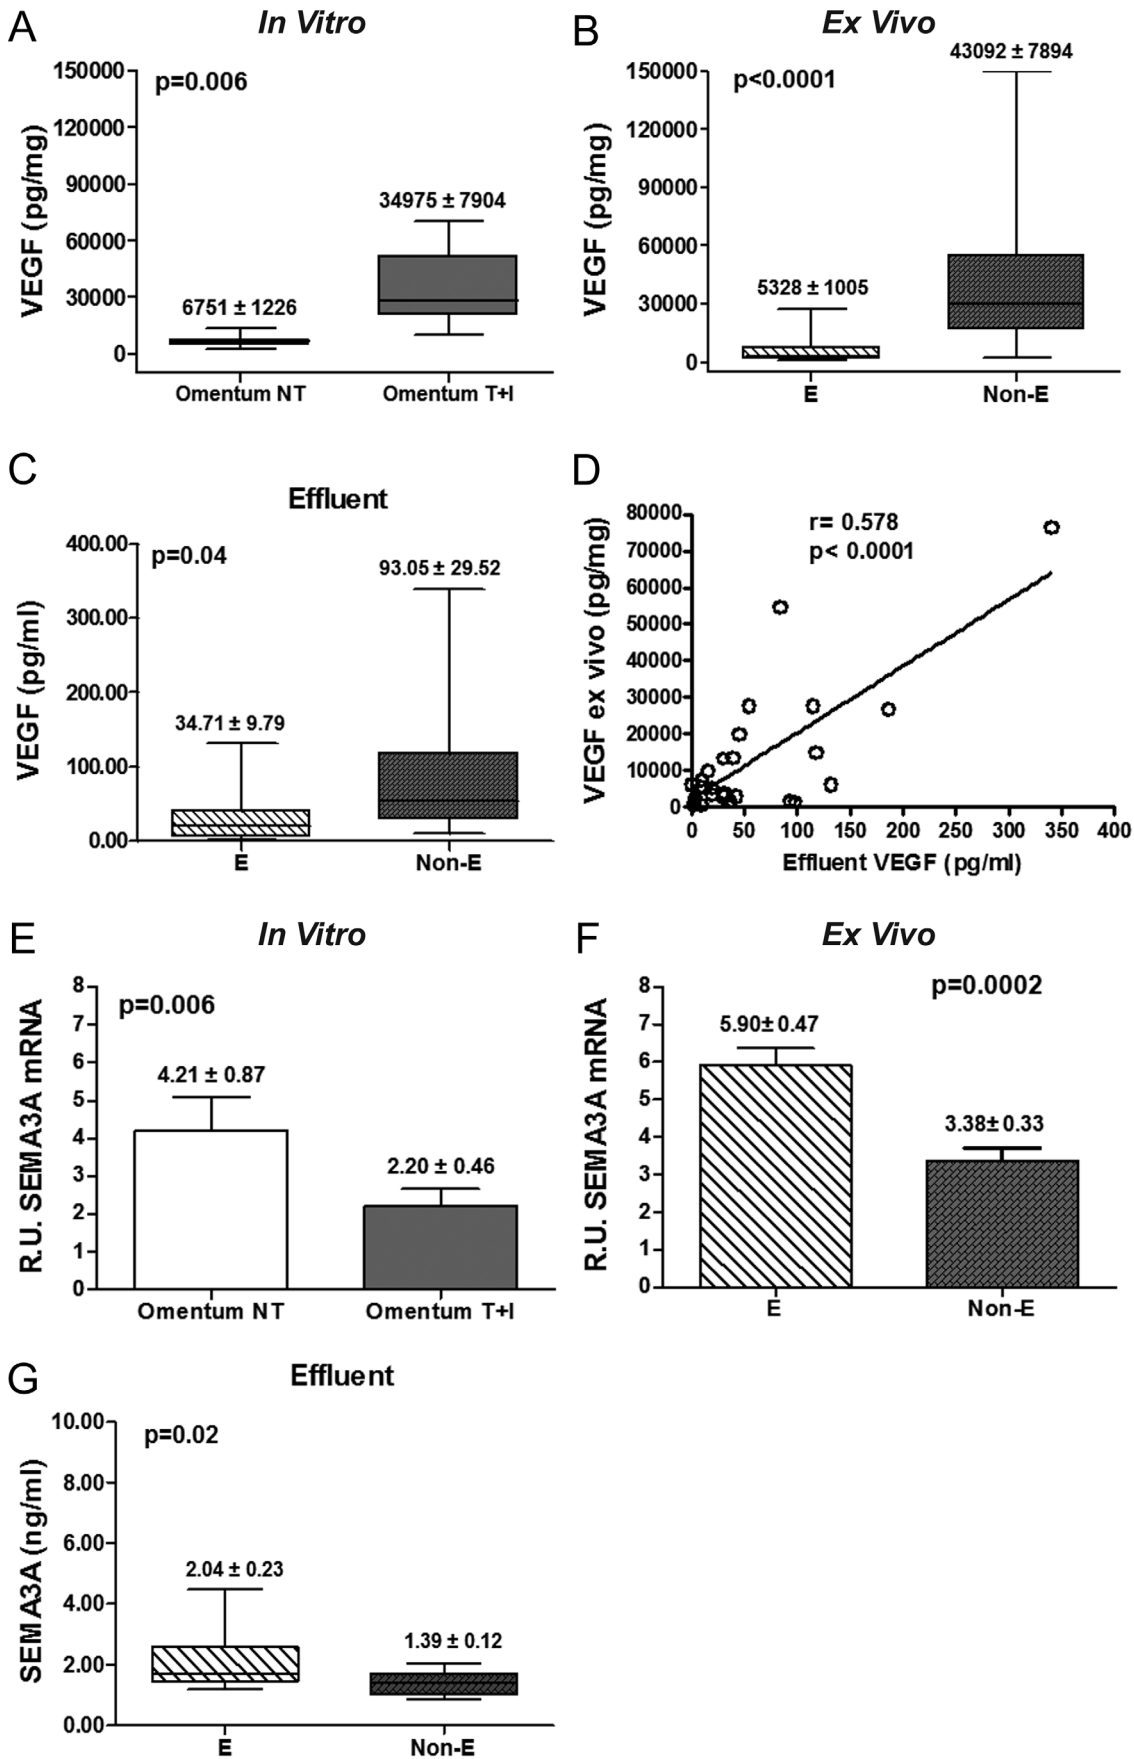 A
In Vitro
p=0.006
VEGF (pg/mg)
150000
120000
90000
60000
30000
0
6751 ± 1226
34975 ± 7904
Omentum NT
Omentum T+I
B
Ex Vivo
p<0.0001
43092 ± 7894
VEGF (pg/mg)
150000
120000
90000
60000
30000
0
5328 ± 1005
E
Non-E
C
Effluent
p=0.04
VEGF (pg/ml)
400.00
300.00
200.00
100.00
0.00
34.71 ± 9.79
93.05 ± 29.52
E
Non-E
D
r= 0.578
p< 0.0001
VEGF ex vivo (pg/mg)
80000
70000
60000
50000
40000
30000
20000
10000
0
0 50 100 150 200 250 300 350 400
Effluent VEGF (pg/ml)
E
In Vitro
p=0.006
R.U. SEMA3A mRNA
8
7
6
5
4
3
2
1
0
4.21 ± 0.87
2.20 ± 0.46
Omentum NT
Omentum T+I
F
Ex Vivo
p=0.0002
R.U. SEMA3A mRNA
8
7
6
5
4
3
2
1
0
5.90± 0.47
3.38± 0.33
E
Non-E
G
Effluent
p=0.02
SEMA3A (ng/ml)
10.00
8.00
6.00
4.00
2.00
0.00
2.04 ± 0.23
1.39 ± 0.12
E
Non-E